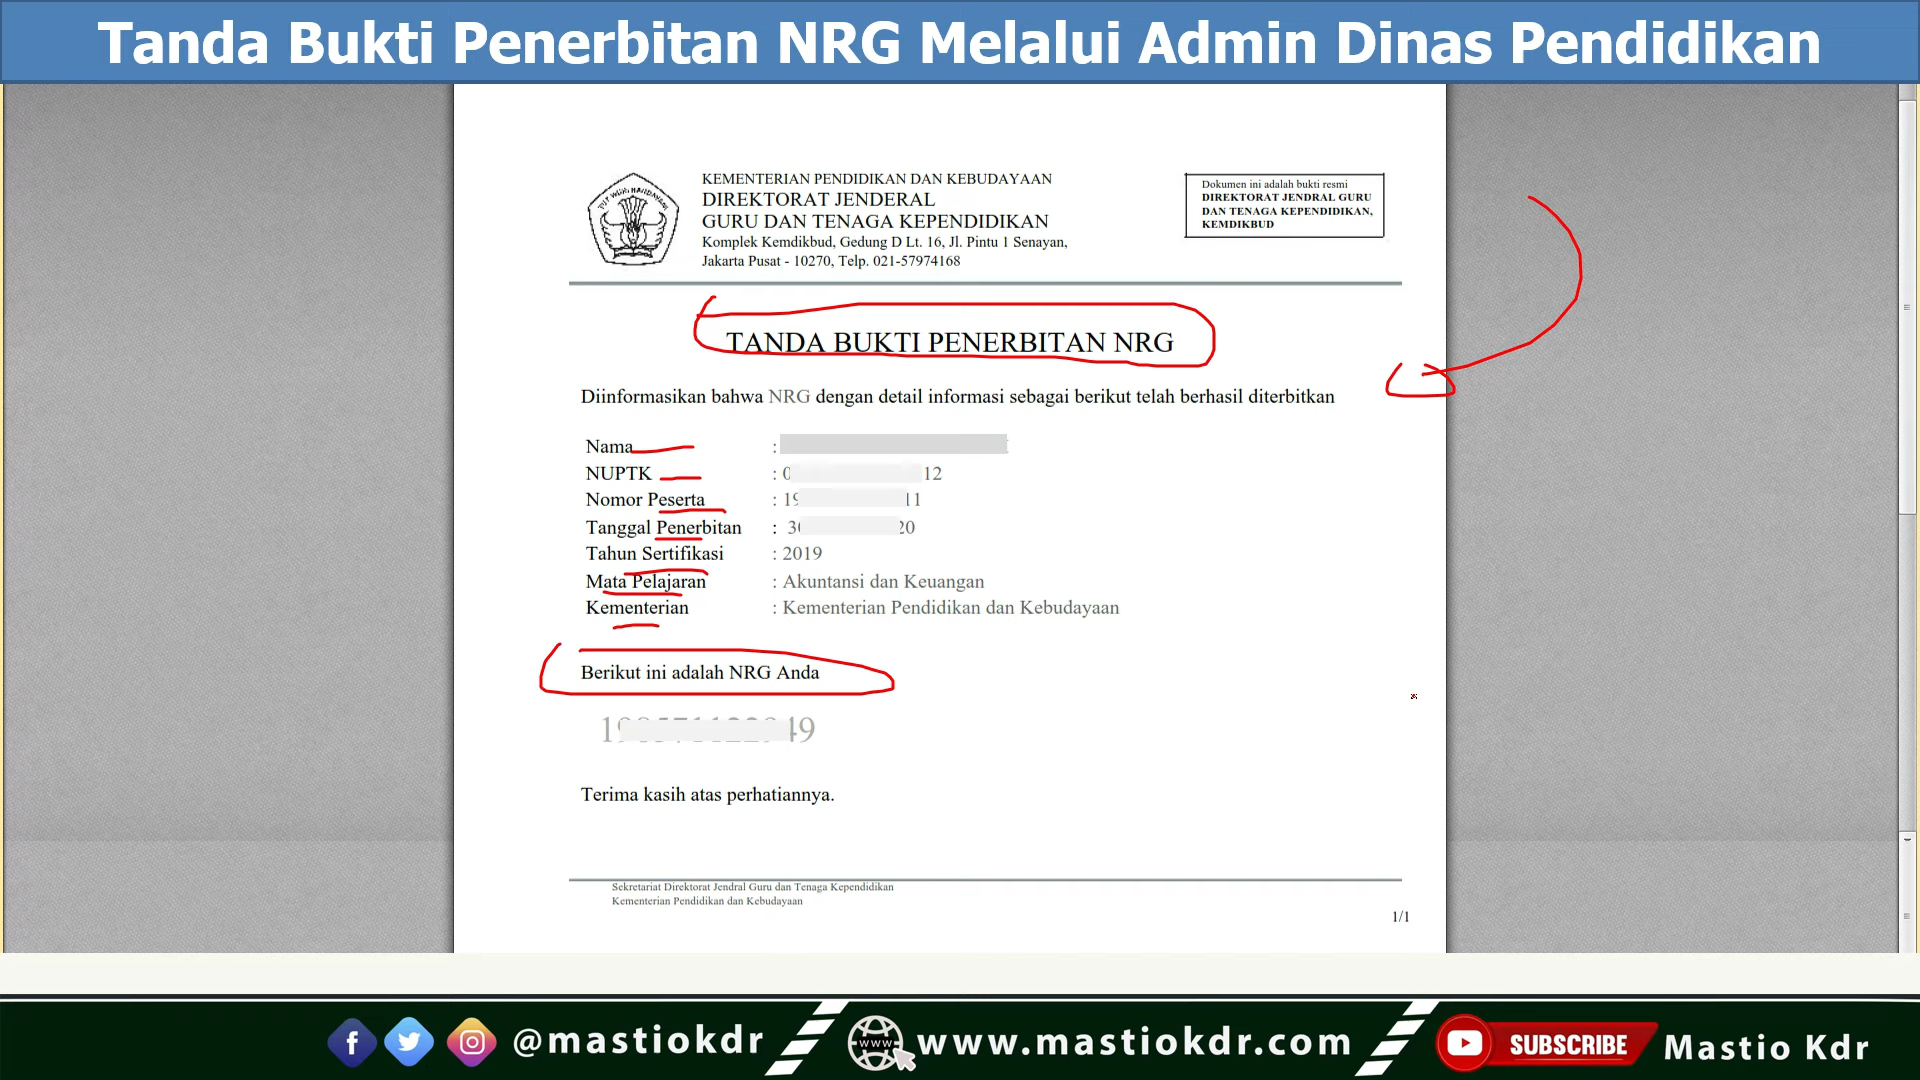 Tanda Bukti Penerbitan NRG Melalui Admin Dinas Pendidikan
KEMENTERIAN PENDIDIKAN DAN KEBUDAYAAN
DIREKTORAT JENDERAL
GURU DAN TENAGA KEPENDIDIKAN
Komplek Kemdikbud, Gedung D Lt. 16, Jl. Pintu 1 Senayan,
Jakarta Pusat - 10270, Telp. 021-57974168
Dokumen ini adalah bukti resmi
DIREKTORAT JENDRAL GURU
DAN TENAGA KEPENDIDIKAN,
KEMDIKBUD
TANDA BUKTI PENERBITAN NRG
Diinformasikan bahwa NRG dengan detail informasi sebagai berikut telah berhasil diterbitkan
Nama :
NUPTK : 0 12
Nomor Peserta : 19 11
Tanggal Penerbitan : 30 20
Tahun Sertifikasi : 2019
Mata Pelajaran : Akuntansi dan Keuangan
Kementerian : Kementerian Pendidikan dan Kebudayaan
Berikut ini adalah NRG Anda
Terima kasih atas perhatiannya.
Sekretariat Direktorat Jendral Guru dan Tenaga Kependidikan
Kementerian Pendidikan dan Kebudayaan
1/1
@mastiokdr
www
www.mastiokdr.com
SUBSCRIBE
Mastio Kdr